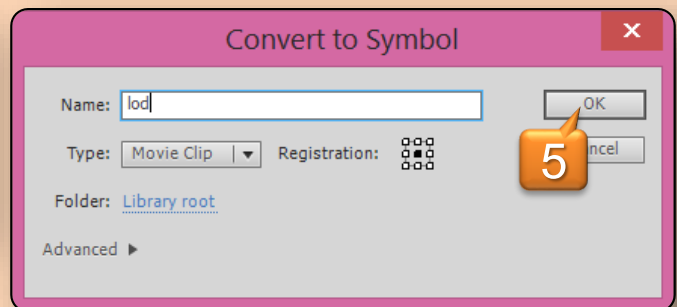 Convert to Symbol
Name: lod
OK
Type: Movie Clip Registration:
5
Folder: Library root
Advanced